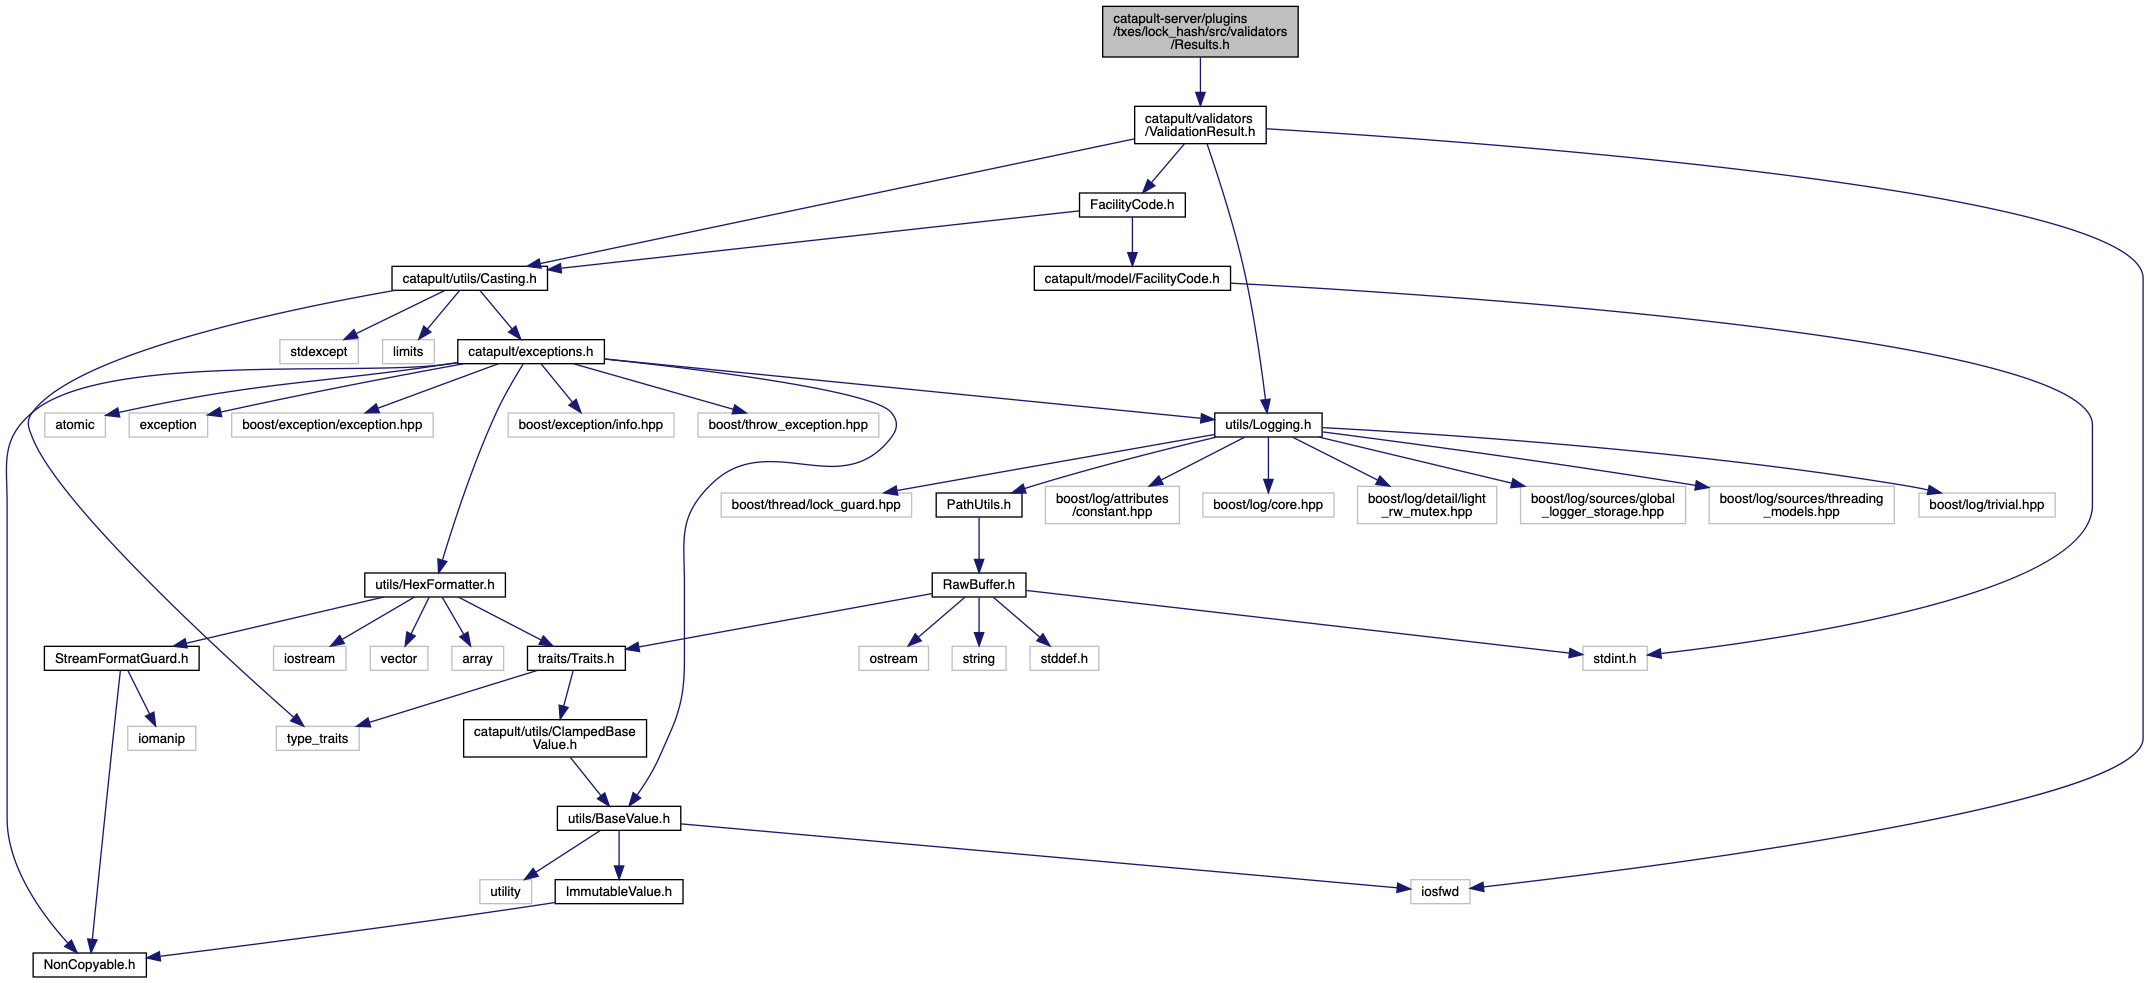 catapult-server/plugins
/txes/lock_hash/src/validators
/Results.h
catapult/validators
/ValidationResult.h
FacilityCode.h
catapult/utils/Casting.h
catapult/model/FacilityCode.h
stdexcept
limits
catapult/exceptions.h
atomic
exception
boost/exception/exception.hpp
boost/exception/info.hpp
boost/throw_exception.hpp
utils/Logging.h
boost/thread/lock_guard.hpp
PathUtils.h
boost/log/attributes
/constant.hpp
boost/log/core.hpp
boost/log/detail/light
_rw_mutex.hpp
boost/log/sources/global
_logger_storage.hpp
boost/log/sources/threading
_models.hpp
boost/log/trivial.hpp
utils/HexFormatter.h
RawBuffer.h
StreamFormatGuard.h
iostream
vector
array
traits/Traits.h
ostream
string
stddef.h
stdint.h
iomanip
type_traits
catapult/utils/ClampedBase
Value.h
utils/BaseValue.h
utility
ImmutableValue.h
iosfwd
NonCopyable.h